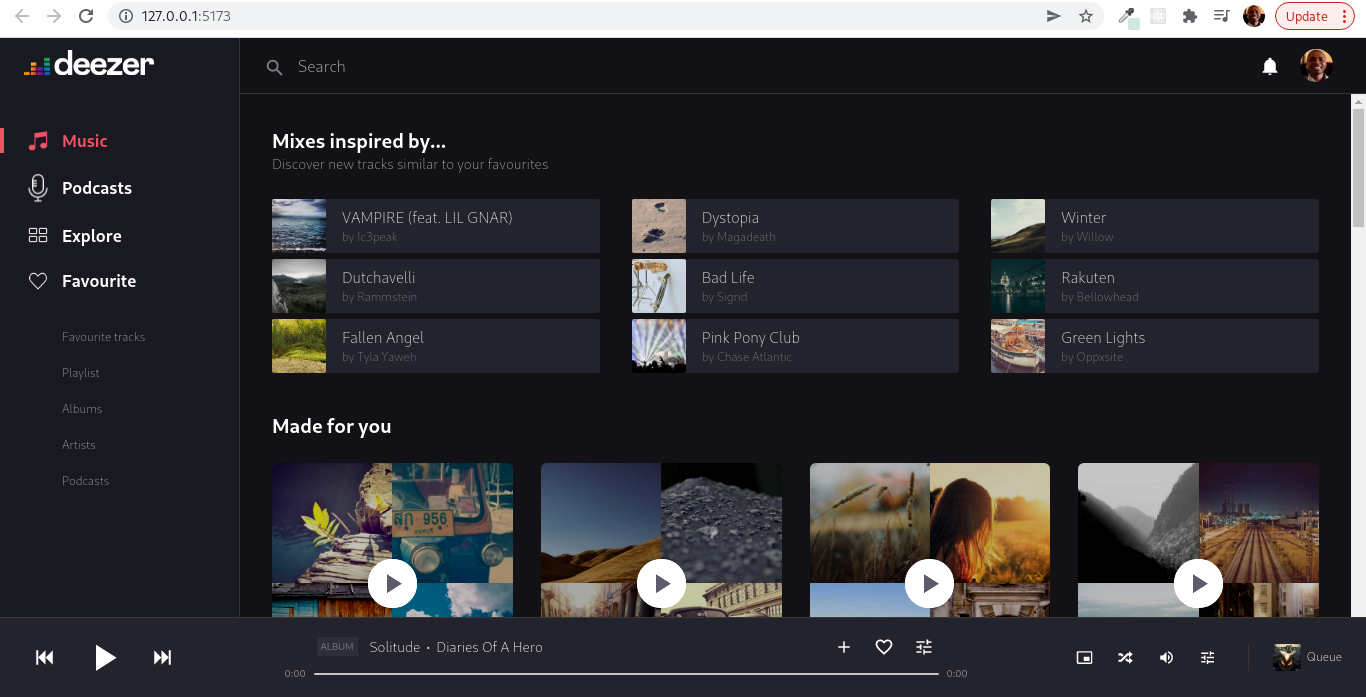 127.0.0.1:5173
Update
deezer
Search
Music
Podcasts
Explore
Favourite
Favourite tracks
Playlist
Albums
Artists
Podcasts
Mixes inspired by...
Discover new tracks similar to your favourites
VAMPIRE (feat. LIL GNAR)
by Ic3peak
Dystopia
by Magadeath
Winter
by Willow
Dutchavelli
by Rammstein
Bad Life
by Sigrid
Rakuten
by Bellowhead
Fallen Angel
by Tyla Yaweh
Pink Pony Club
by Chase Atlantic
Green Lights
by Oppxsite
Made for you
สภ 956
ALBUM Solitude • Diaries Of A Hero
0:00
0:00
Queue